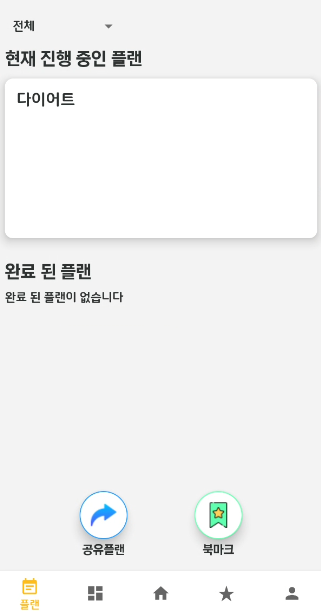 전체
현재 진행 중인 플랜
다이어트
완료 된 플랜
완료 된 플랜이 없습니다
공유플랜
북마크
플랜